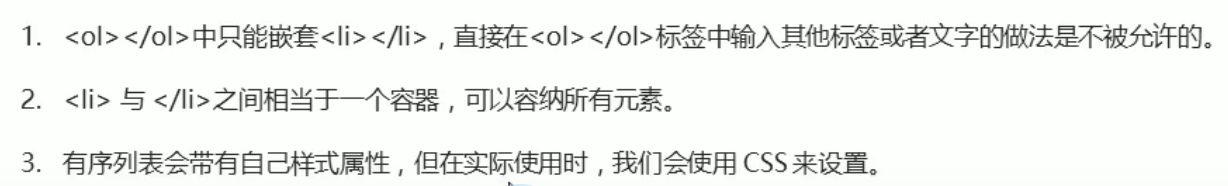 1. <ol></ol>中只能嵌套<li></li>，直接在<ol></ol>标签中输入其他标签或者文字的做法是不被允许的。
2. <li> 与 </li>之间相当于一个容器，可以容纳所有元素。
3. 有序列表会带有自己样式属性，但在实际使用时，我们会使用 CSS 来设置。